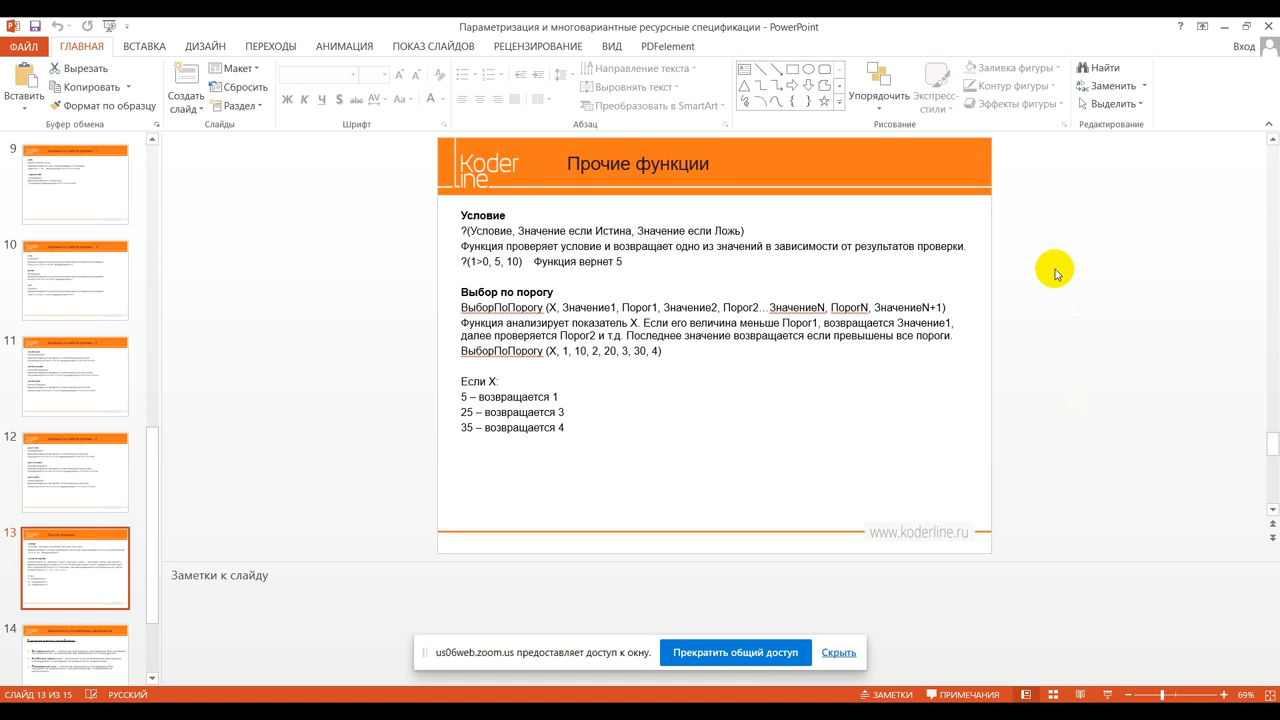 Параметризация и многовариантные ресурсные спецификации - PowerPoint
ФАЙЛ ГЛАВНАЯ ВСТАВКА ДИЗАЙН ПЕРЕХОДЫ АНИМАЦИЯ ПОКАЗ СЛАЙДОВ РЕЦЕНЗИРОВАНИЕ ВИД PDFelement Вход
Вставить
Вырезать
Копировать
Формат по образцу
Буфер обмена
Создать слайд
Макет
Сбросить
Раздел
Слайды
Шрифт
Направление текста
Выровнять текст
Преобразовать в SmartArt
Абзац
Упорядочить
Экспресс-стили
Заливка фигуры
Контур фигуры
Эффекты фигуры
Рисование
Найти
Заменить
Выделить
Редактирование
9
10
11
12
13
14
Koder line
Прочие функции
Условие
?(Условие, Значение если Истина, Значение если Ложь)
Функция проверяет условие и возвращает одно из значений в зависимости от результатов проверки.
?(1>0, 5, 10) Функция вернет 5
Выбор по порогу
ВыборПоПорогу (X, Значение1, Порог1, Значение2, Порог2…ЗначениеN, ПорогN, ЗначениеN+1)
Функция анализирует показатель X. Если его величина меньше Порог1, возвращается Значение1,
далее проверяется Порог2 и т.д. Последнее значение возвращается если превышены все пороги.
ВыборПоПорогу (X, 1, 10, 2, 20, 3, 30, 4)
Если X:
5 – возвращается 1
25 – возвращается 3
35 – возвращается 4
www.koderline.ru
Заметки к слайду
us06web.zoom.us предоставляет доступ к окну. Прекратить общий доступ Скрыть
СЛАЙД 13 ИЗ 15 РУССКИЙ ЗАМЕТКИ ПРИМЕЧАНИЯ 69%